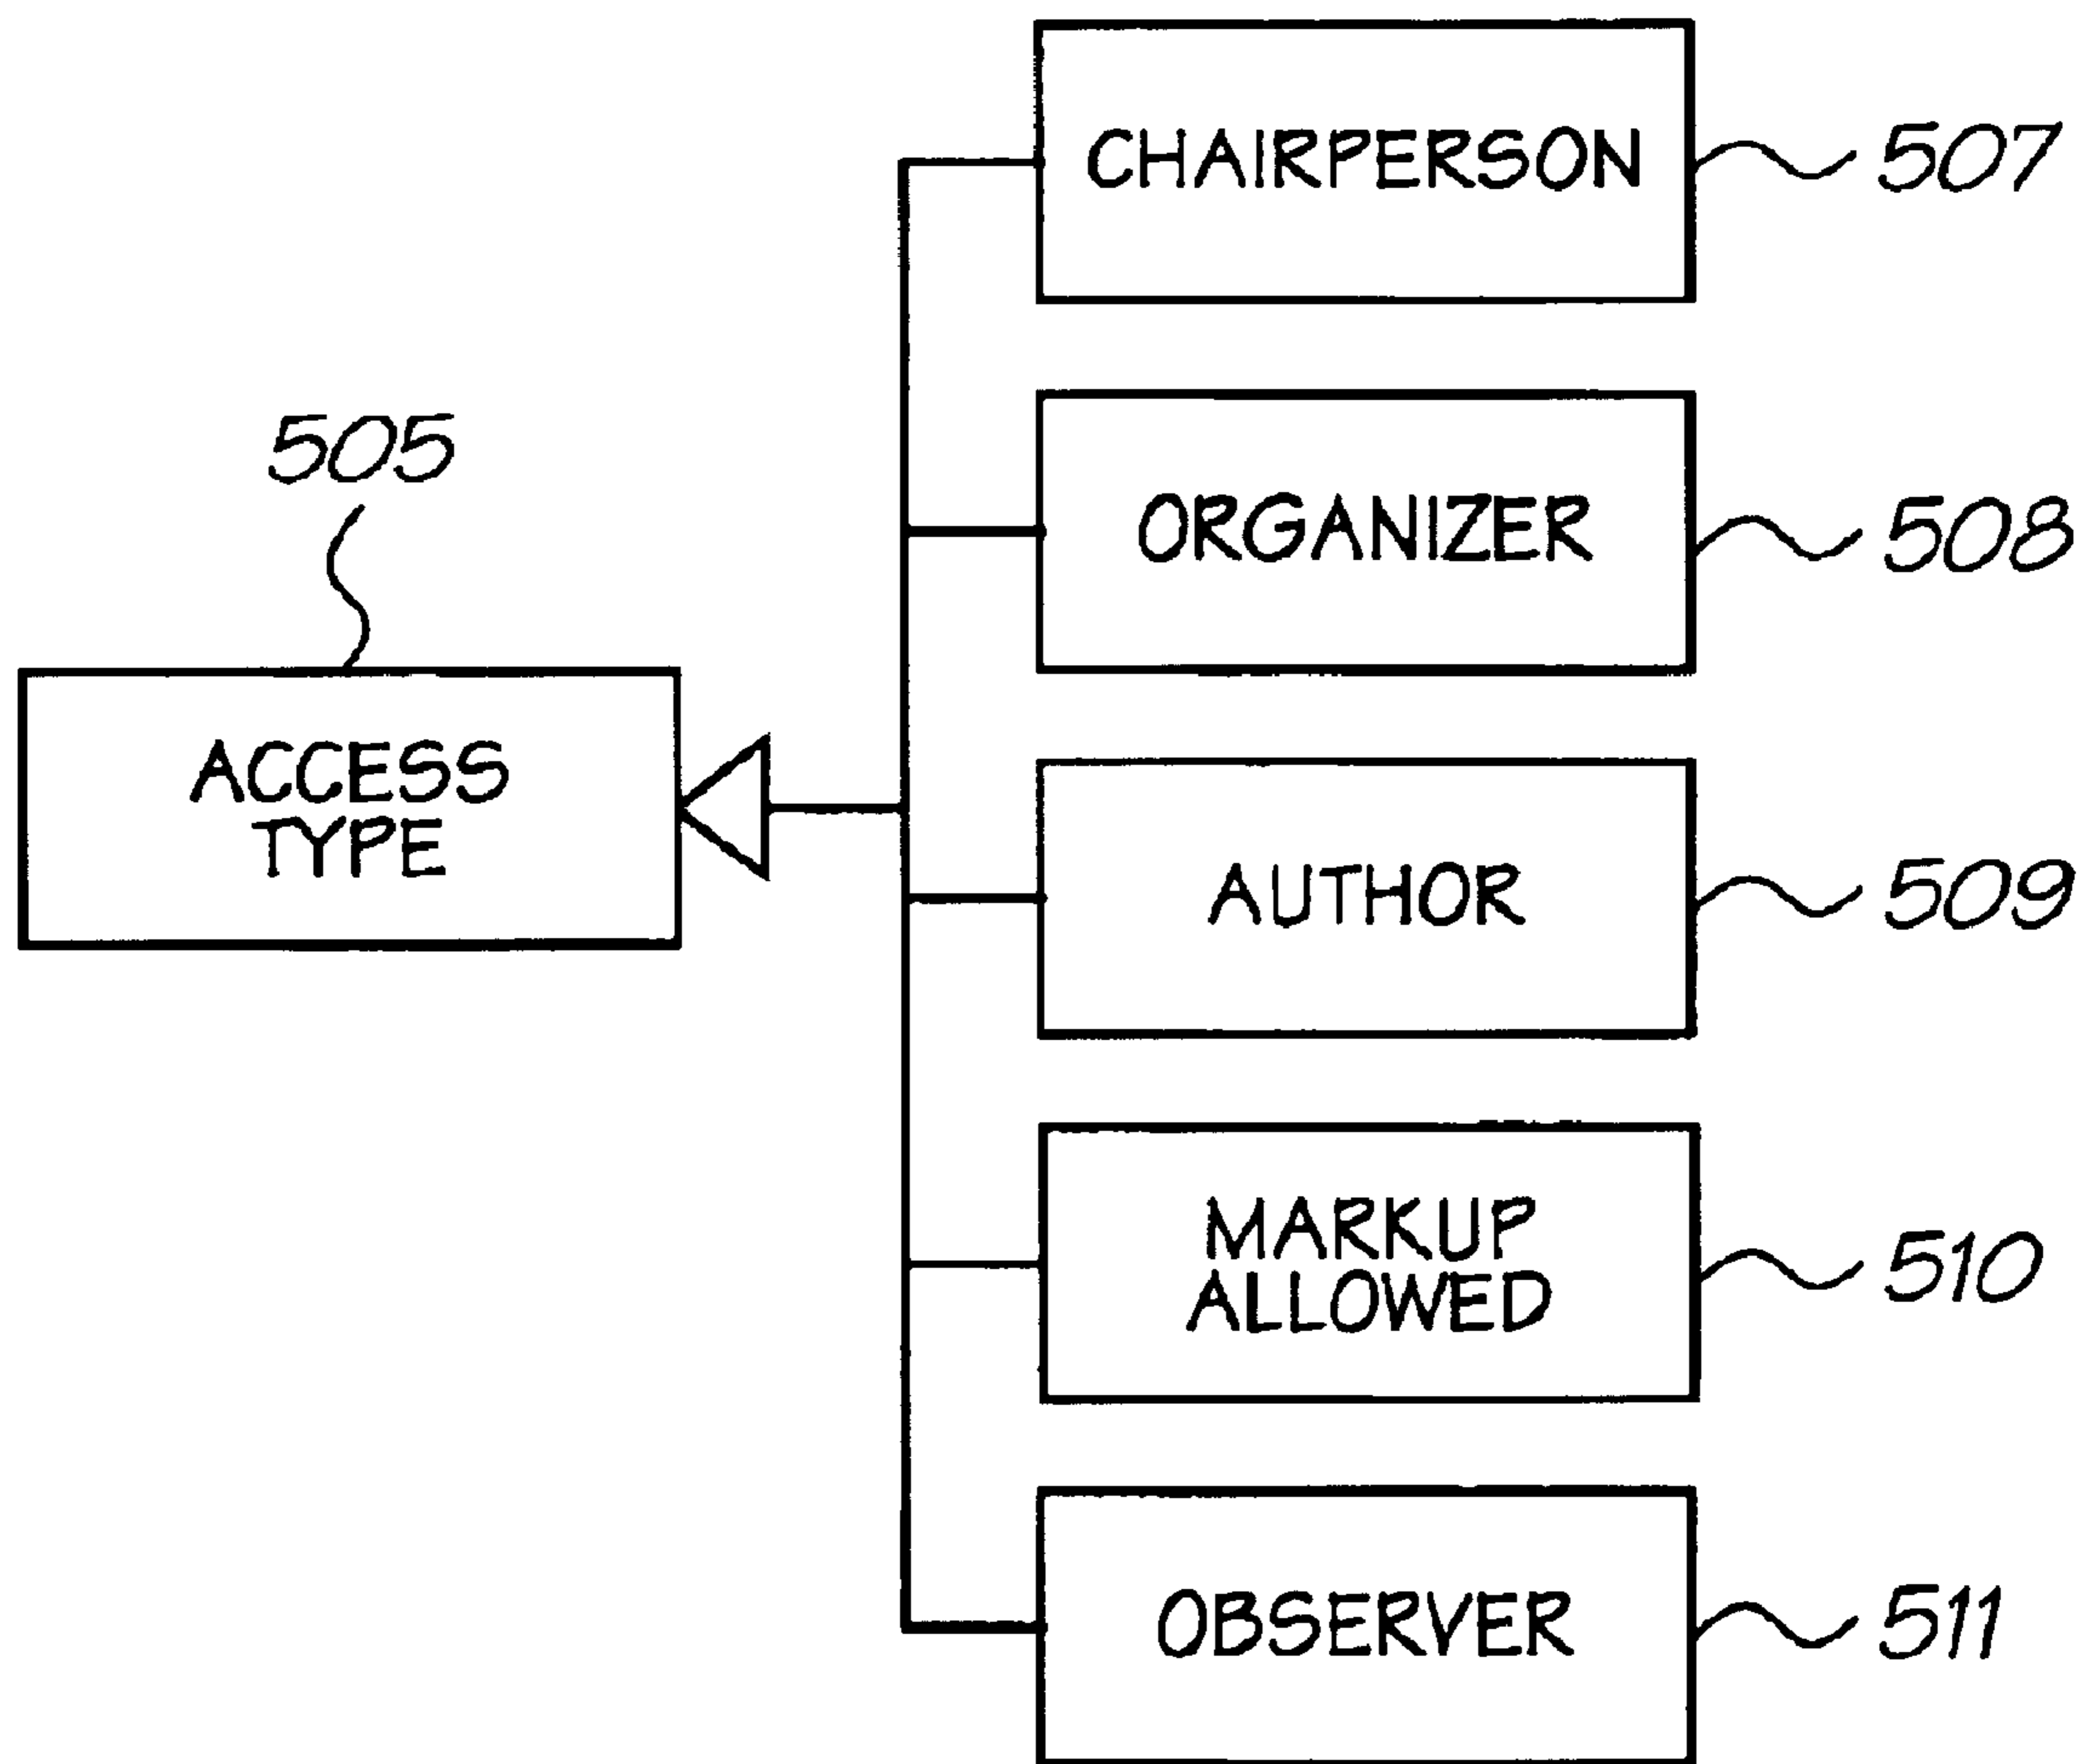 CHAIRPERSON
507
505
ORGANIZER
508
ACCESS
TYPE
AUTHOR
509
MARKUP
ALLOWED
510
OBSERVER
511